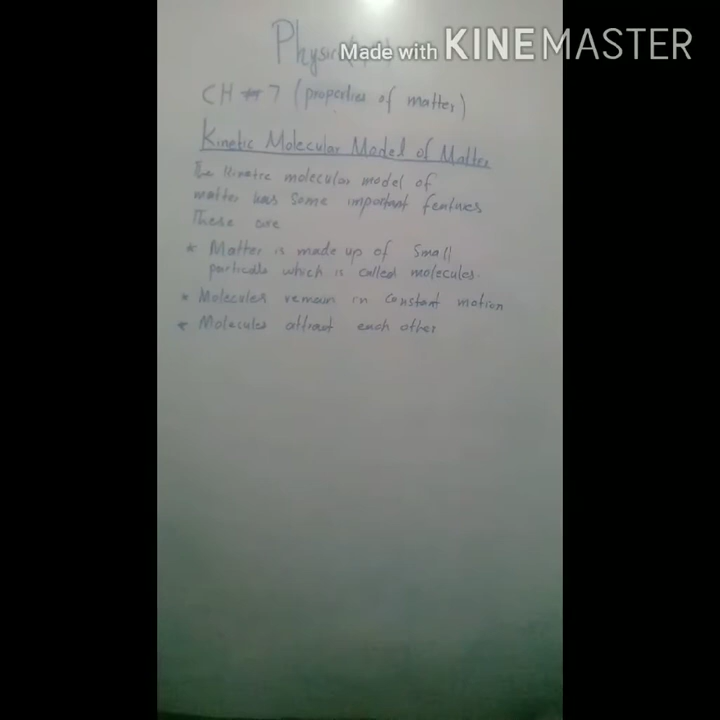 Physics
Made with KINEMASTER
CH # 7 (properties of matter)
Kinetic Molecular Model of Matter
The kinetic molecular model of
matter has some important features
These are
* Matter is made up of small
particals which is called molecules.
* Molecules remain in constant motion
* Molecules attract each other